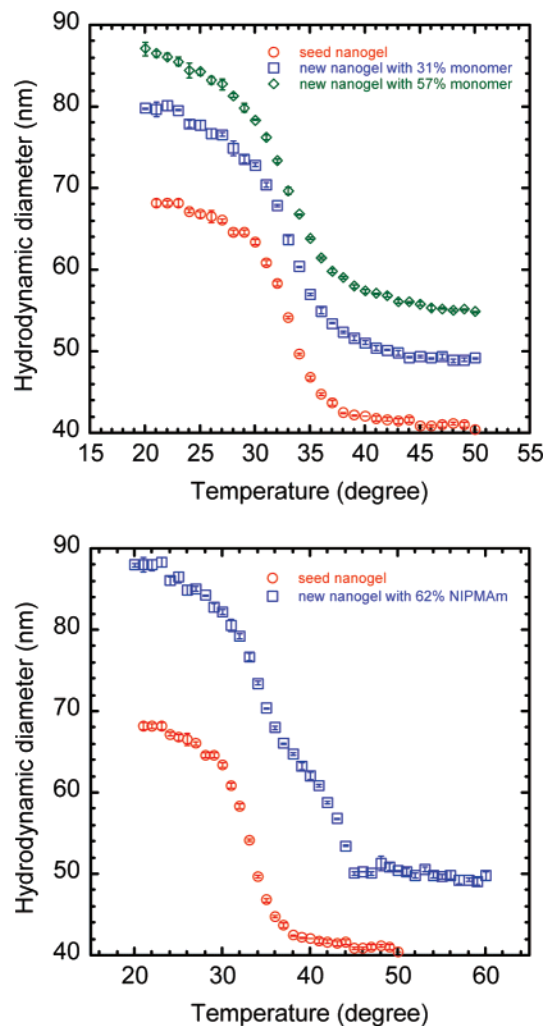 90
seed nanogel
new nanogel with 31% monomer
new nanogel with 57% monomer
80
70
60
50
40
Hydrodynamic diameter (nm)
15 20 25 30 35 40 45 50 55
Temperature (degree)
90
seed nanogel
new nanogel with 62% NIPMAm
80
70
60
50
40
Hydrodynamic diameter (nm)
20 30 40 50 60
Temperature (degree)